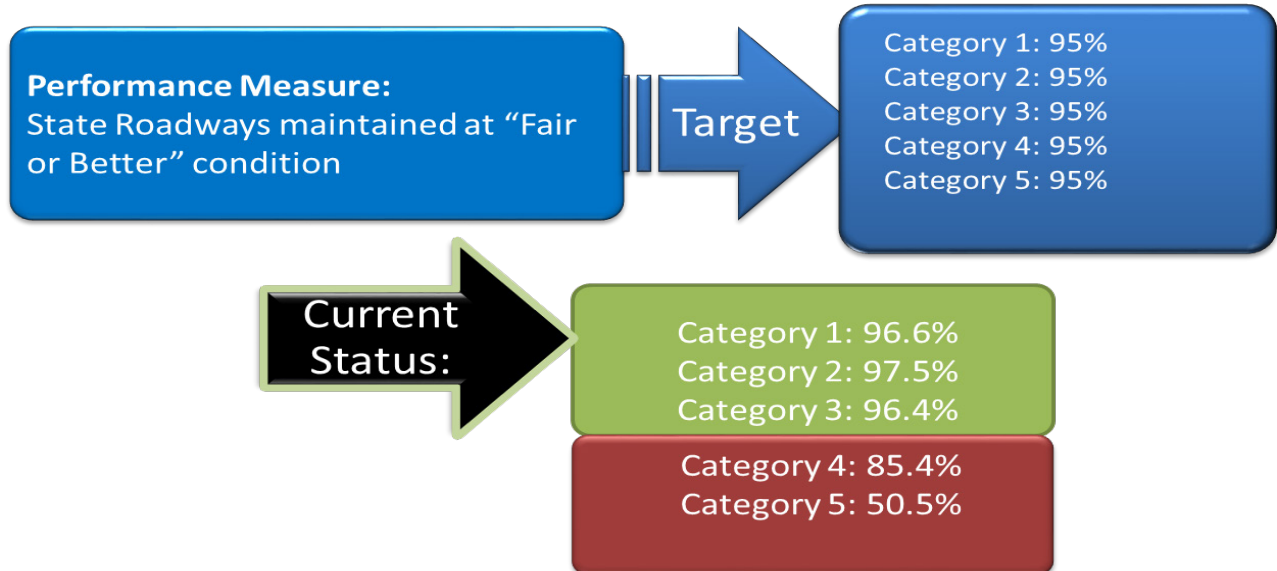 Performance Measure:
State Roadways maintained at “Fair
or Better” condition
Target
Category 1: 95%
Category 2: 95%
Category 3: 95%
Category 4: 95%
Category 5: 95%
Current
Status:
Category 1: 96.6%
Category 2: 97.5%
Category 3: 96.4%
Category 4: 85.4%
Category 5: 50.5%